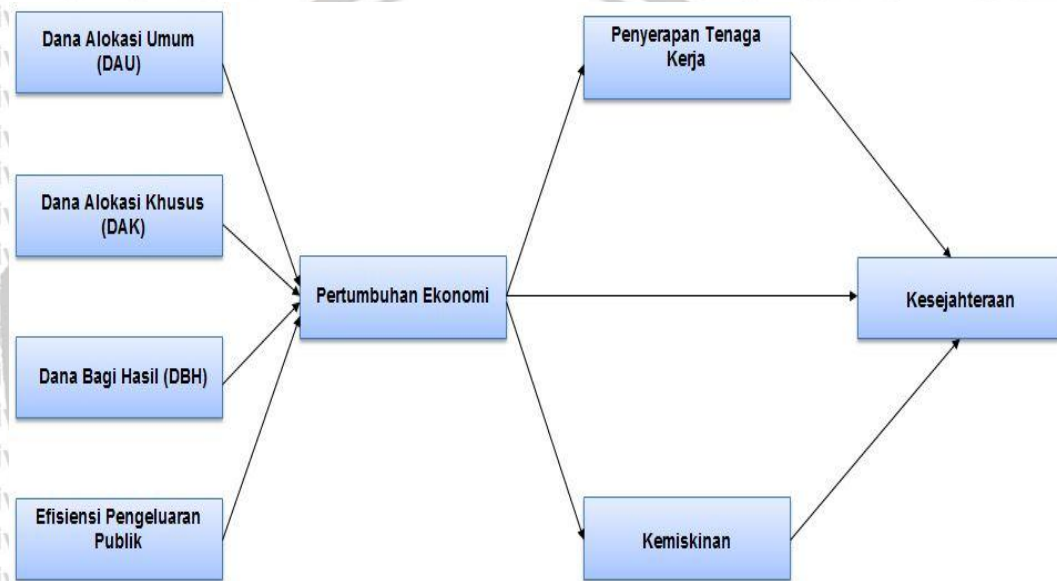 Dana Alokasi Umum
(DAU)
Dana Alokasi Khusus
(DAK)
Dana Bagi Hasil (DBH)
Efisiensi Pengeluaran
Publik
Pertumbuhan Ekonomi
Penyerapan Tenaga
Kerja
Kemiskinan
Kesejahteraan